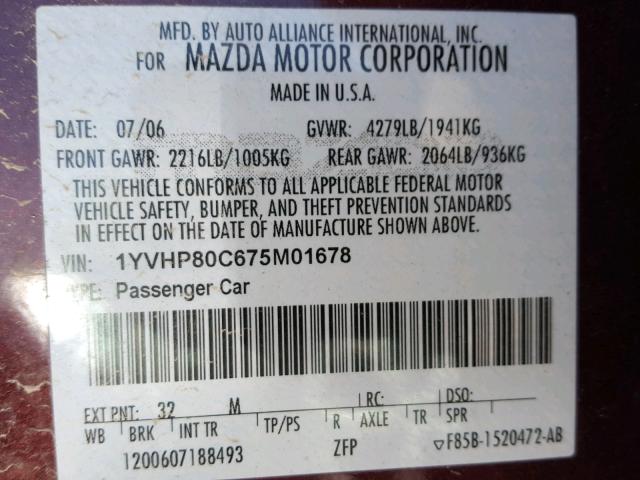 MFD. BY AUTO ALLIANCE INTERNATIONAL, INC.
FOR MAZDA MOTOR CORPORATION
MADE IN U.S.A.
DATE: 07/06 GVWR: 4279LB/1941KG
FRONT GAWR: 2216LB/1005KG REAR GAWR: 2064LB/936KG
THIS VEHICLE CONFORMS TO ALL APPLICABLE FEDERAL MOTOR
VEHICLE SAFETY, BUMPER, AND THEFT PREVENTION STANDARDS
IN EFFECT ON THE DATE OF MANUFACTURE SHOWN ABOVE.
VIN: 1YVHP80C675M01678
TYPE: Passenger Car
EXT PNT: 32 M RC: DSO:
WB BRK INT TR TP/PS R AXLE TR SPR
1200607188493 ZFP ▽F85B-1520472-AB